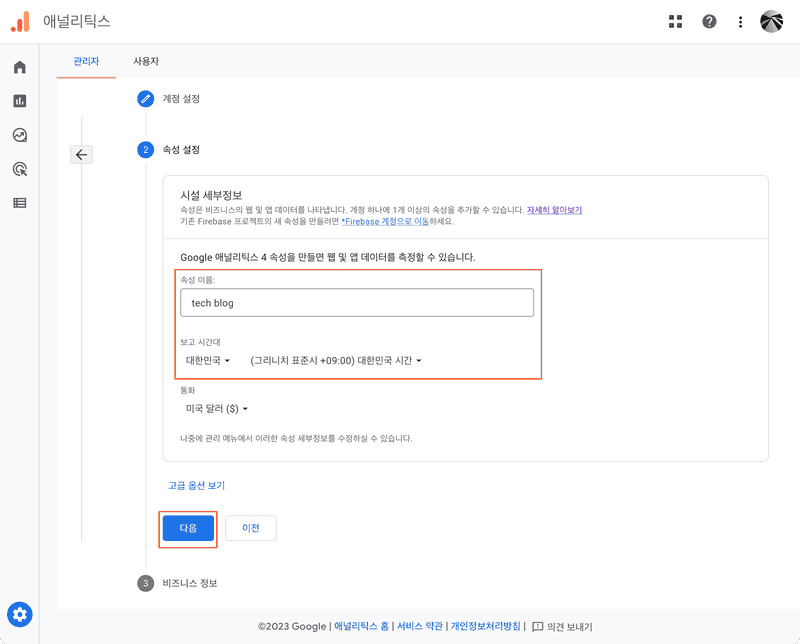 애널리틱스
관리자 사용자
계정 설정
2 속성 설정
시설 세부정보
속성은 비즈니스의 웹 및 앱 데이터를 나타냅니다. 계정 하나에 1개 이상의 속성을 추가할 수 있습니다. 자세히 알아보기
기존 Firebase 프로젝트의 새 속성을 만들려면 *Firebase 계정으로 이동하세요.
Google 애널리틱스 4 속성을 만들면 웹 및 앱 데이터를 측정할 수 있습니다.
속성 이름:
tech blog
보고 시간대
대한민국 (그리니치 표준시 +09:00) 대한민국 시간
통화
미국 달러 ($)
나중에 관리 메뉴에서 이러한 속성 세부정보를 수정하실 수 있습니다.
고급 옵션 보기
다음 이전
3 비즈니스 정보
©2023 Google | 애널리틱스 홈 | 서비스 약관 | 개인정보처리방침 | 의견 보내기